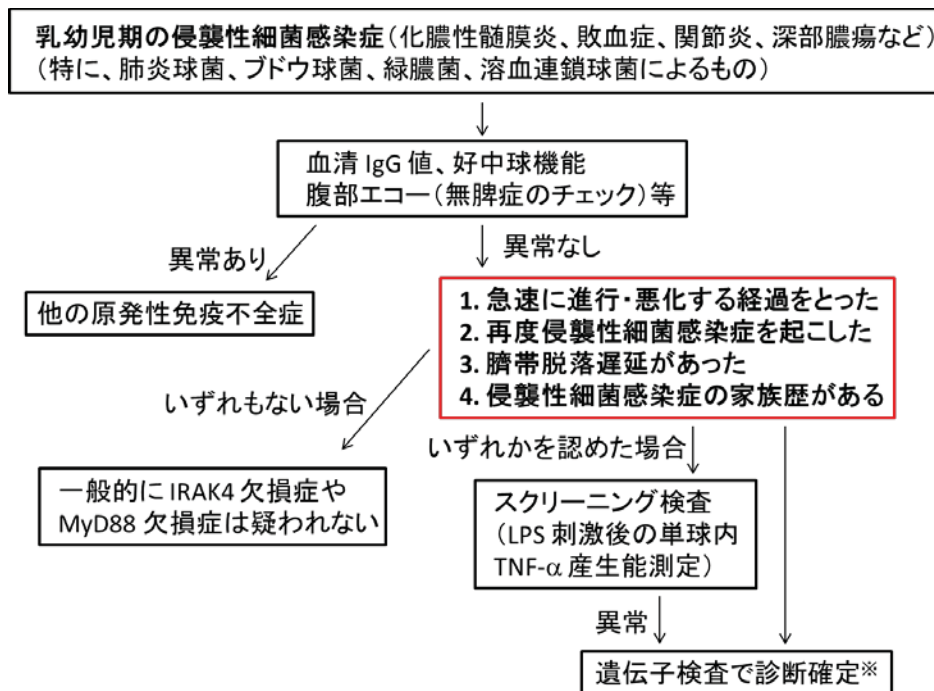 乳幼児期の侵襲性細菌感染症（化膿性髄膜炎、敗血症、関節炎、深部膿瘍など）
（特に、肺炎球菌、ブドウ球菌、緑膿菌、溶血連鎖球菌によるもの）
血清 IgG 値、好中球機能
腹部エコー（無脾症のチェック）等
異常あり
異常なし
他の原発性免疫不全症
1. 急速に進行・悪化する経過をとった
2. 再度侵襲性細菌感染症を起こした
3. 臍帯脱落遅延があった
4. 侵襲性細菌感染症の家族歴がある
いずれもない場合
いずれかを認めた場合
一般的に IRAK4 欠損症や
MyD88 欠損症は疑われない
スクリーニング検査
（LPS 刺激後の単球内
TNF-α 産生能測定）
異常
遺伝子検査で診断確定※